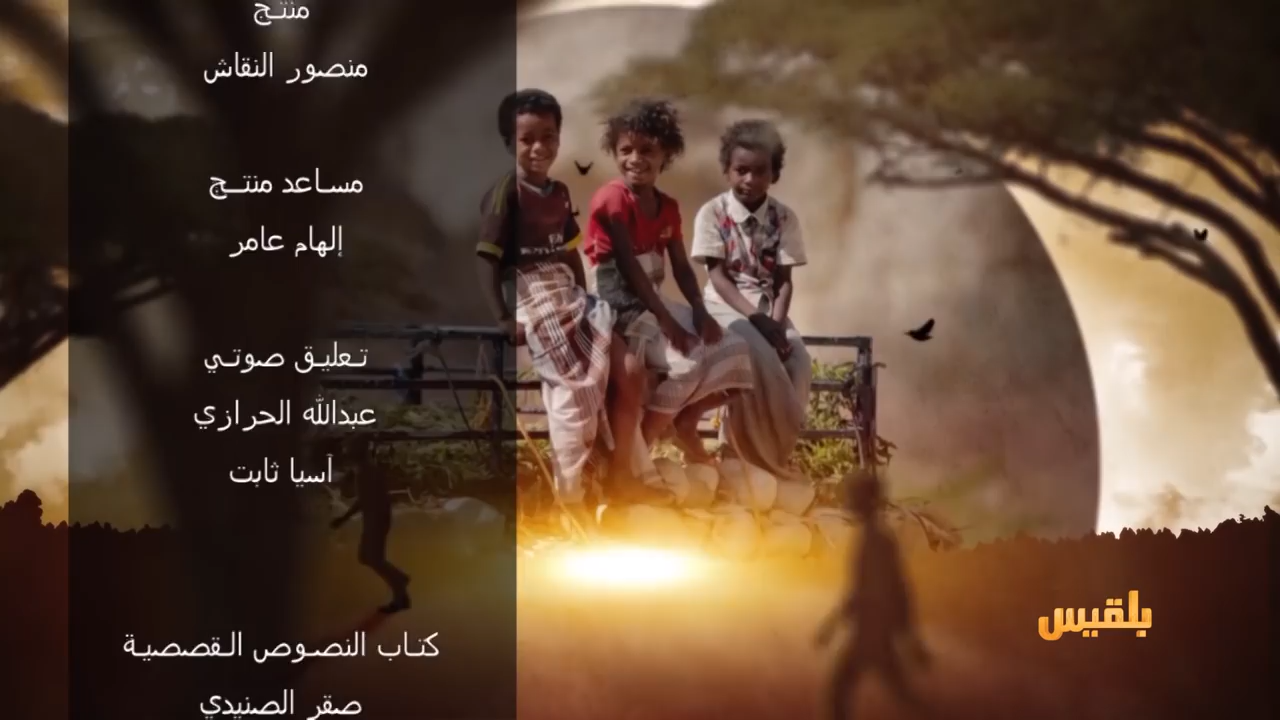 منتج
منصور النقاش
مساعد منتج
إلهام عامر
تعليق صوتي
عبدالله الحرازي
آسيا ثابت
كتاب النصوص القصصية
صقر الصنيدي
بلقيس